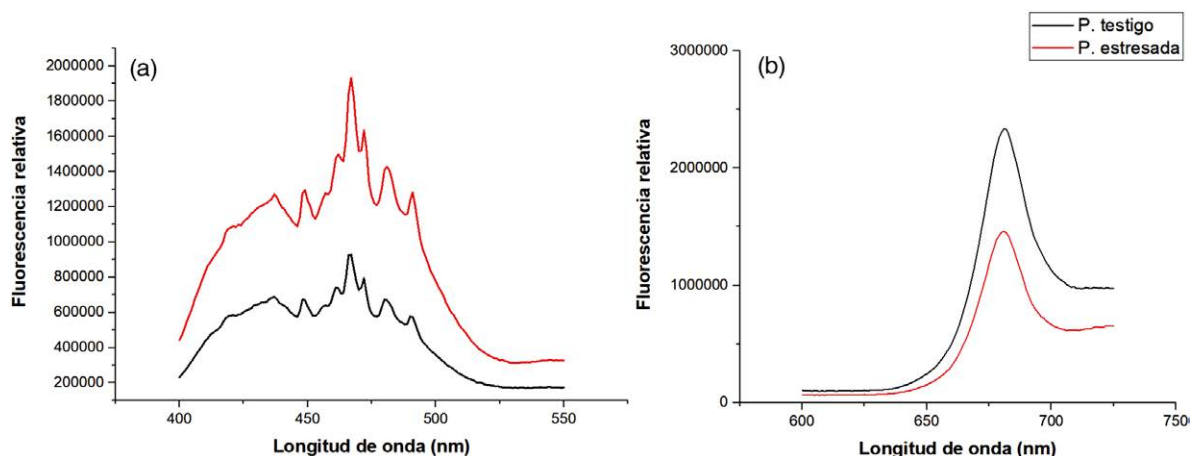 (a)
Fluorescencia relativa
2000000
1800000
1600000
1400000
1200000
1000000
800000
600000
400000
200000
400
450
500
550
Longitud de onda (nm)
P. testigo
P. estresada
(b)
Fluorescencia relativa
3000000
2000000
1000000
0
600
650
700
750
Longitud de onda (nm)